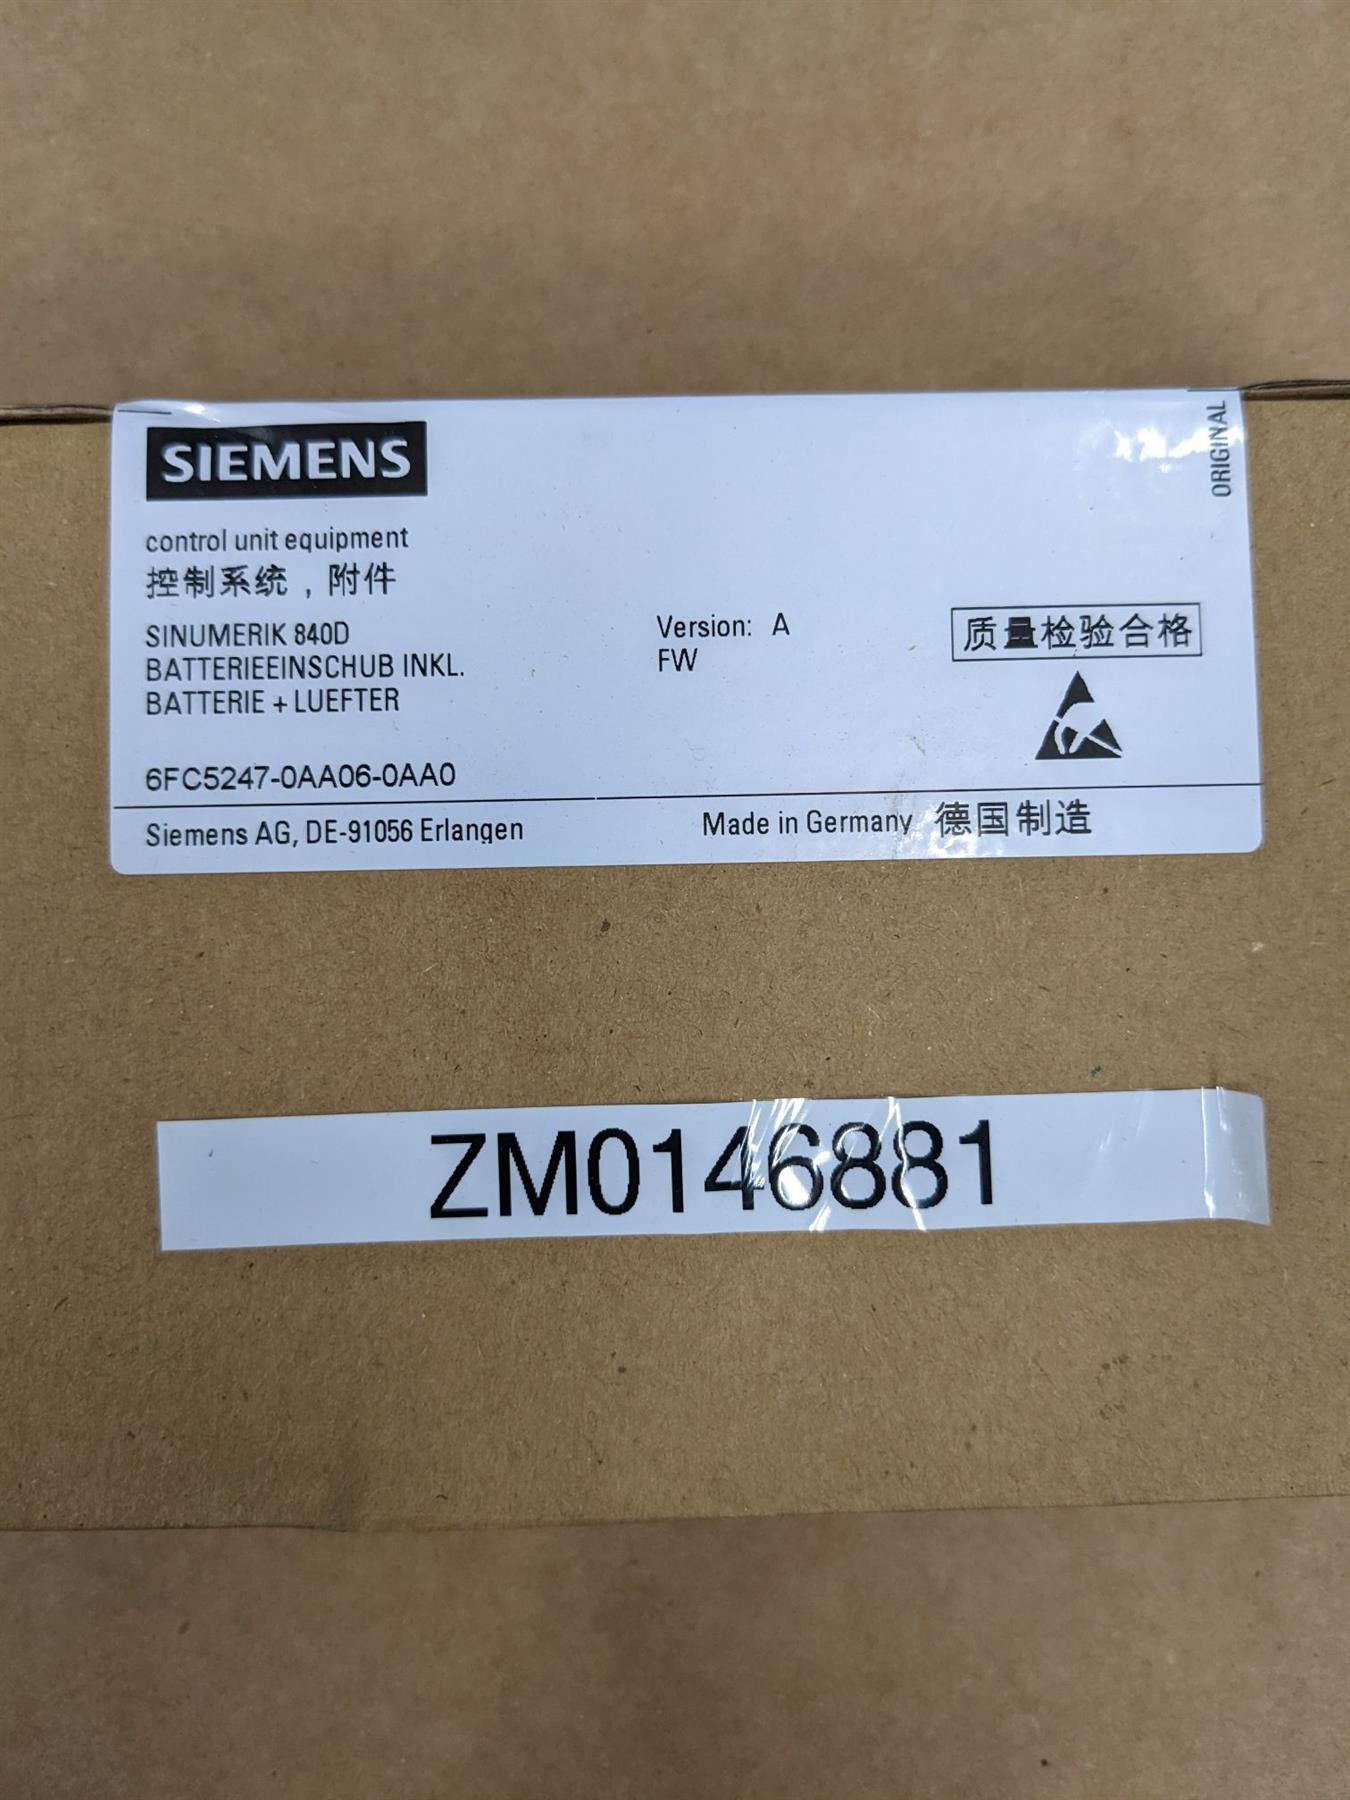 SIEMENS
ORIGINAL
control unit equipment
控制系统，附件
SINUMERIK 840D
BATTERIEEINSCHUB INKL.
BATTERIE + LUEFTER
Version: A
FW
质量检验合格
6FC5247-0AA06-0AA0
Siemens AG, DE-91056 Erlangen
Made in Germany 德国制造
ZM0146881